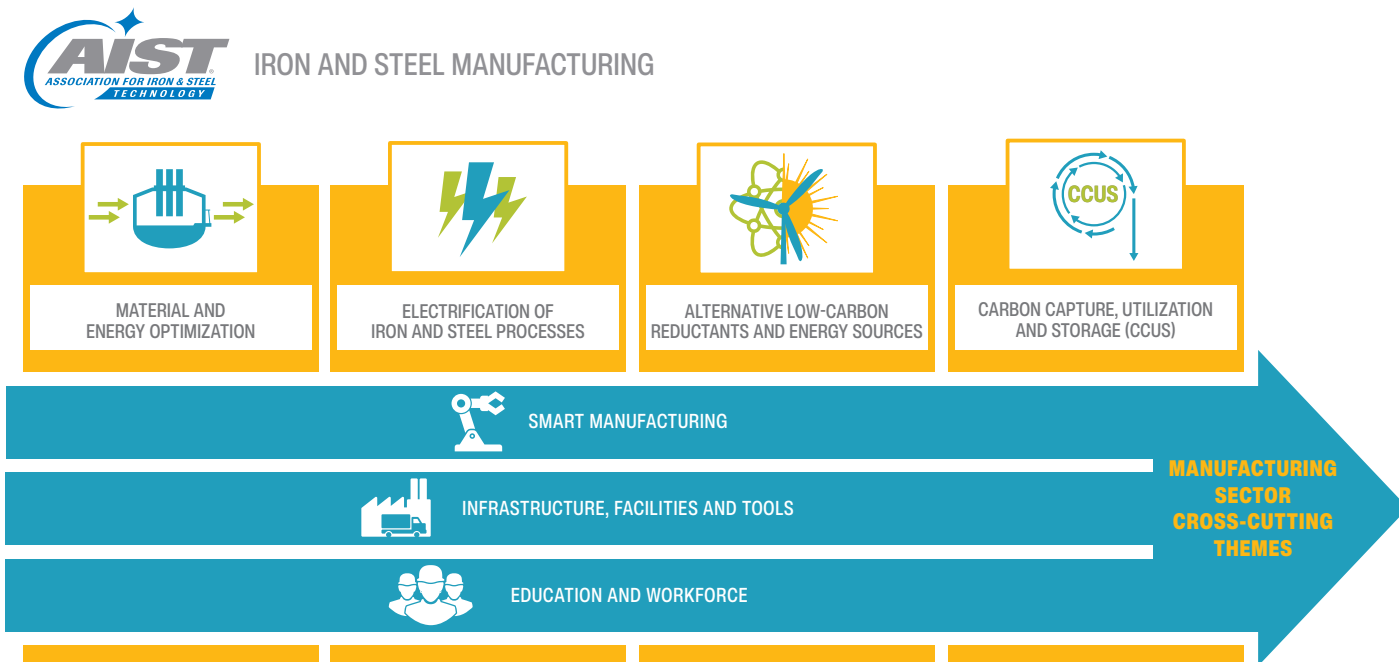 AIST
ASSOCIATION FOR IRON & STEEL
TECHNOLOGY
IRON AND STEEL MANUFACTURING
MATERIAL AND
ENERGY OPTIMIZATION
ELECTRIFICATION OF
IRON AND STEEL PROCESSES
ALTERNATIVE LOW-CARBON
REDUCTANTS AND ENERGY SOURCES
CCUS
CARBON CAPTURE, UTILIZATION
AND STORAGE (CCUS)
SMART MANUFACTURING
INFRASTRUCTURE, FACILITIES AND TOOLS
EDUCATION AND WORKFORCE
MANUFACTURING
SECTOR
CROSS-CUTTING
THEMES